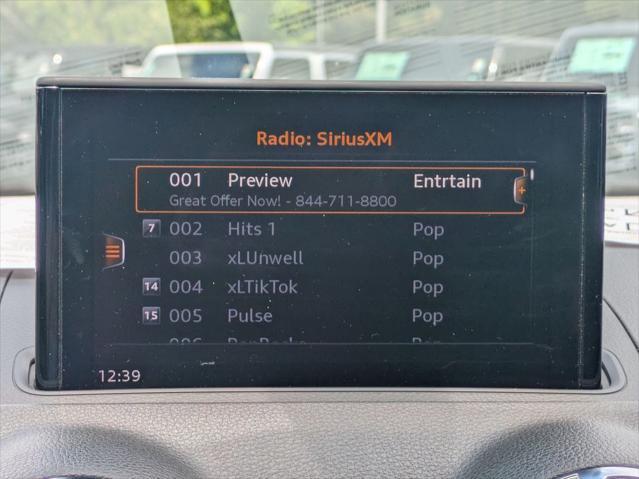 Radio: SiriusXM
001 Preview Entrtain
Great Offer Now! - 844-711-8800
7 002 Hits 1 Pop
003 xLUnwell Pop
14 004 xLTikTok Pop
15 005 Pulse Pop
12:39